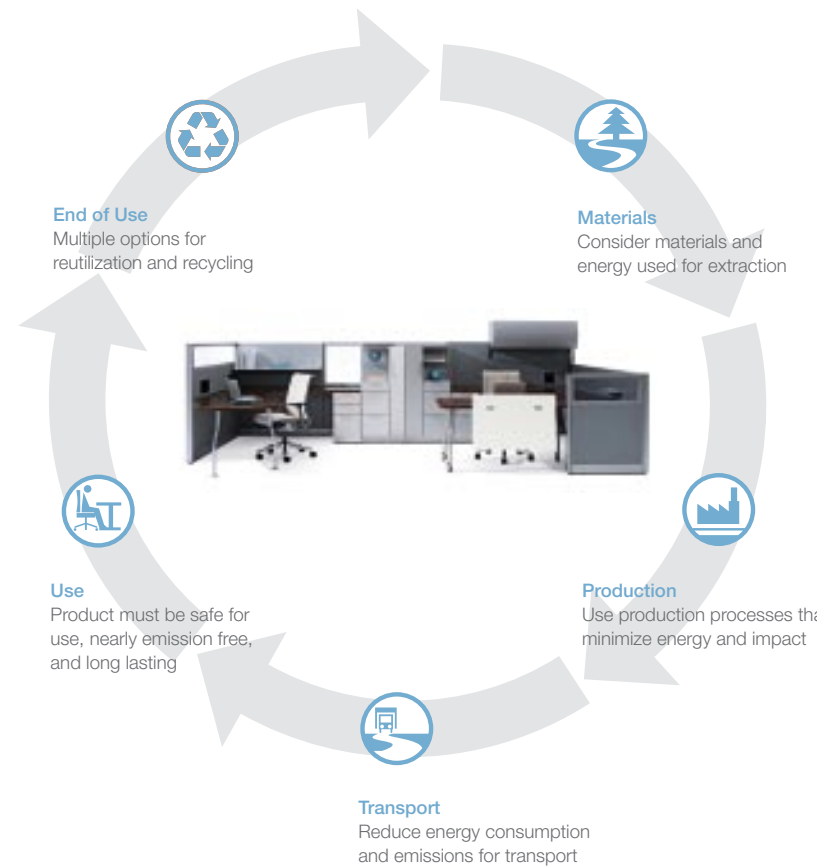 End of Use
Multiple options for
reutilization and recycling
Materials
Consider materials and
energy used for extraction
Use
Product must be safe for
use, nearly emission free,
and long lasting
Production
Use production processes
minimize energy and impact
Transport
Reduce energy consumption
and emissions for transport